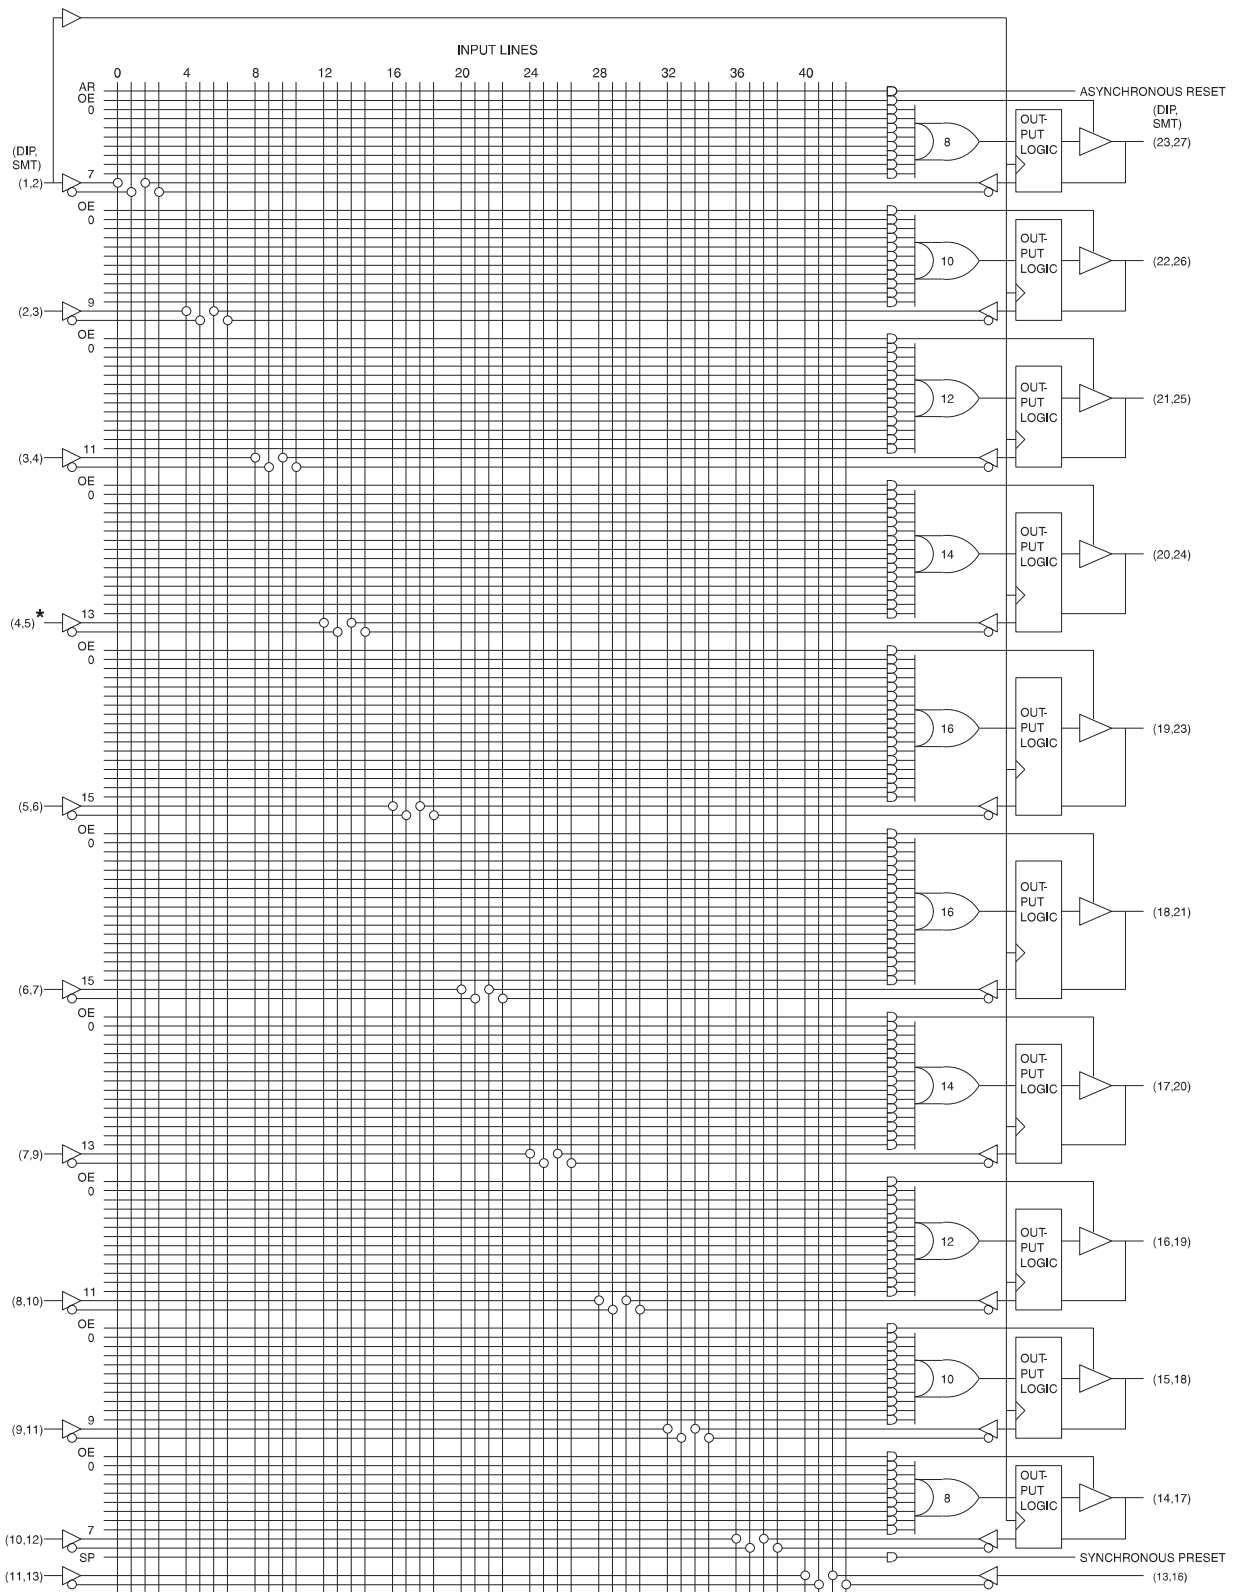 INPUT LINES
0 4 8 12 16 20 24 28 32 36 40
AR
ASYNCHRONOUS RESET
OE
0
(DIP,
SMT)
(DIP,
SMT)
8
OUT-
PUT
LOGIC
(23,27)
7
(1,2)
OE
0
10
OUT-
PUT
LOGIC
(22,26)
9
(2,3)
OE
0
12
OUT-
PUT
LOGIC
(21,25)
11
(3,4)
OE
0
14
OUT-
PUT
LOGIC
(20,24)
13
(4,5)*
OE
0
16
OUT-
PUT
LOGIC
(19,23)
15
(5,6)
OE
0
16
OUT-
PUT
LOGIC
(18,21)
15
(6,7)
OE
0
14
OUT-
PUT
LOGIC
(17,20)
13
(7,9)
OE
0
12
OUT-
PUT
LOGIC
(16,19)
11
(8,10)
OE
0
10
OUT-
PUT
LOGIC
(15,18)
9
(9,11)
OE
0
8
OUT-
PUT
LOGIC
(14,17)
7
(10,12)
SP
SYNCHRONOUS PRESET
(11,13)
(13,16)